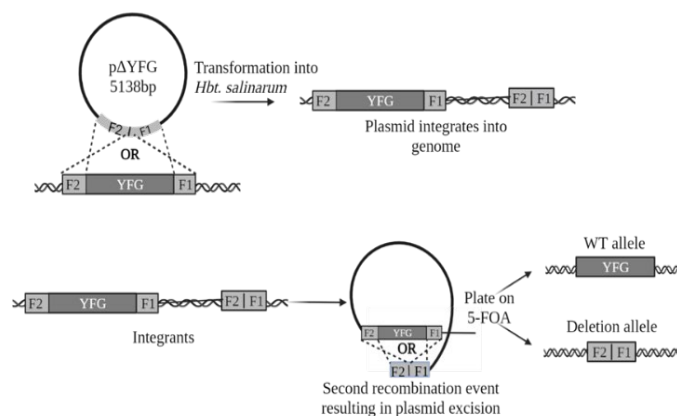 pΔYFG
5138bp
F2 F1
OR
F2 YFG F1
Transformation into
Hbt. salinarum
F2 YFG F1 F2 F1
Plasmid integrates into
genome
F2 YFG F1 F2 F1
Integrants
F2 YFG F1
OR
F2 F1
Second recombination event
resulting in plasmid excision
Plate on
5-FOA
WT allele
YFG
Deletion allele
F2 F1